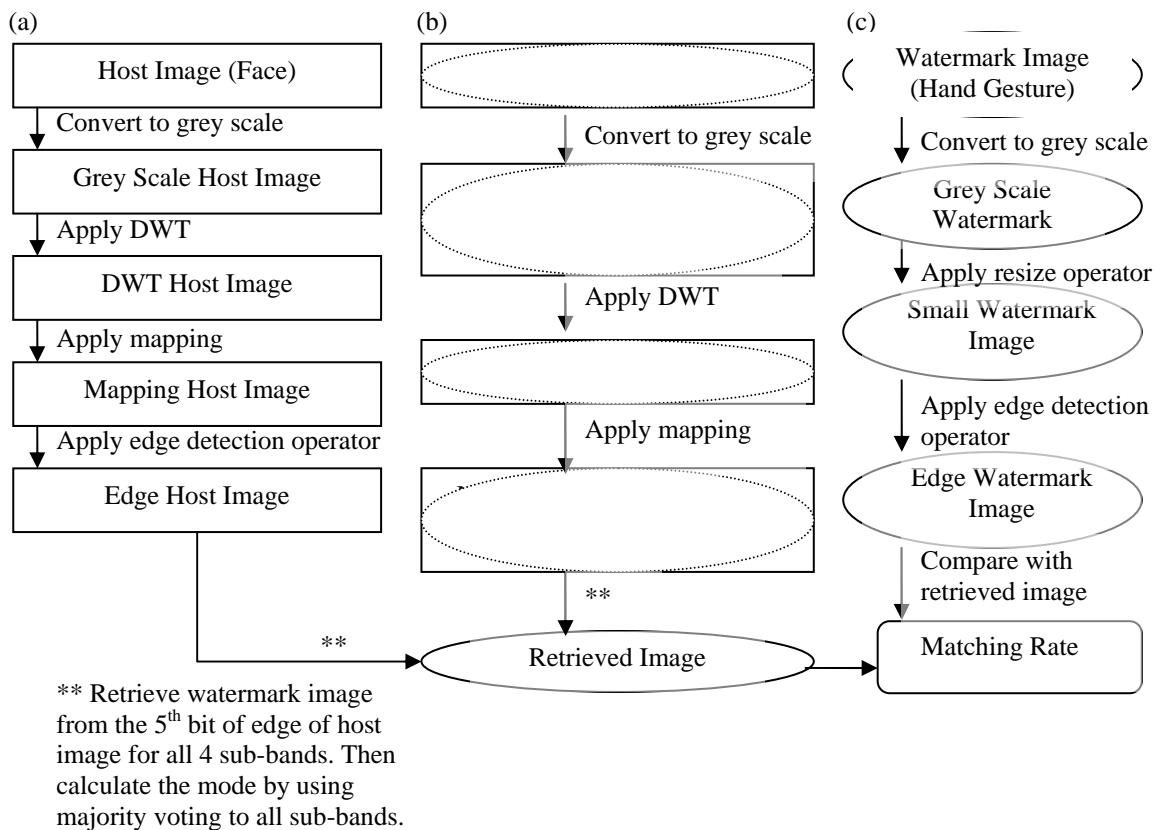 (a)
Host Image (Face)
Convert to grey scale
Grey Scale Host Image
Apply DWT
DWT Host Image
Apply mapping
Mapping Host Image
Apply edge detection operator
Edge Host Image
**
** Retrieve watermark image
from the 5th bit of edge of host
image for all 4 sub-bands. Then
calculate the mode by using
majority voting to all sub-bands.
(b)
Convert to grey scale
Apply DWT
Apply mapping
**
Retrieved Image
(c)
Watermark Image
(Hand Gesture)
Convert to grey scale
Grey Scale
Watermark
Apply resize operator
Small Watermark
Image
Apply edge detection
operator
Edge Watermark
Image
Compare with
retrieved image
Matching Rate